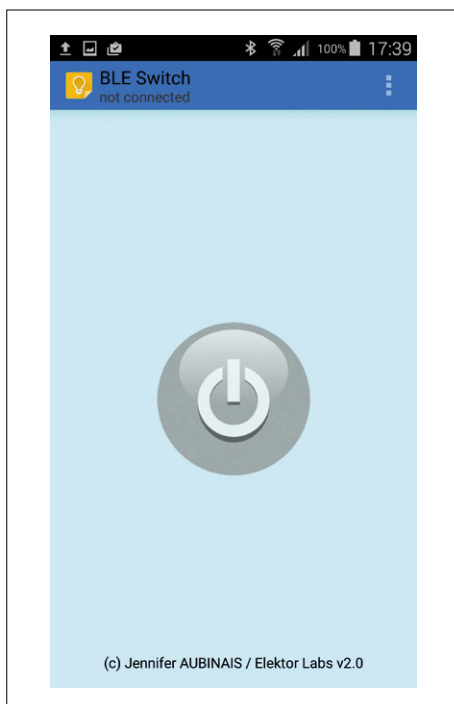 100% 17:39
BLE Switch
not connected
(c) Jennifer AUBINAIS / Elektor Labs v2.0